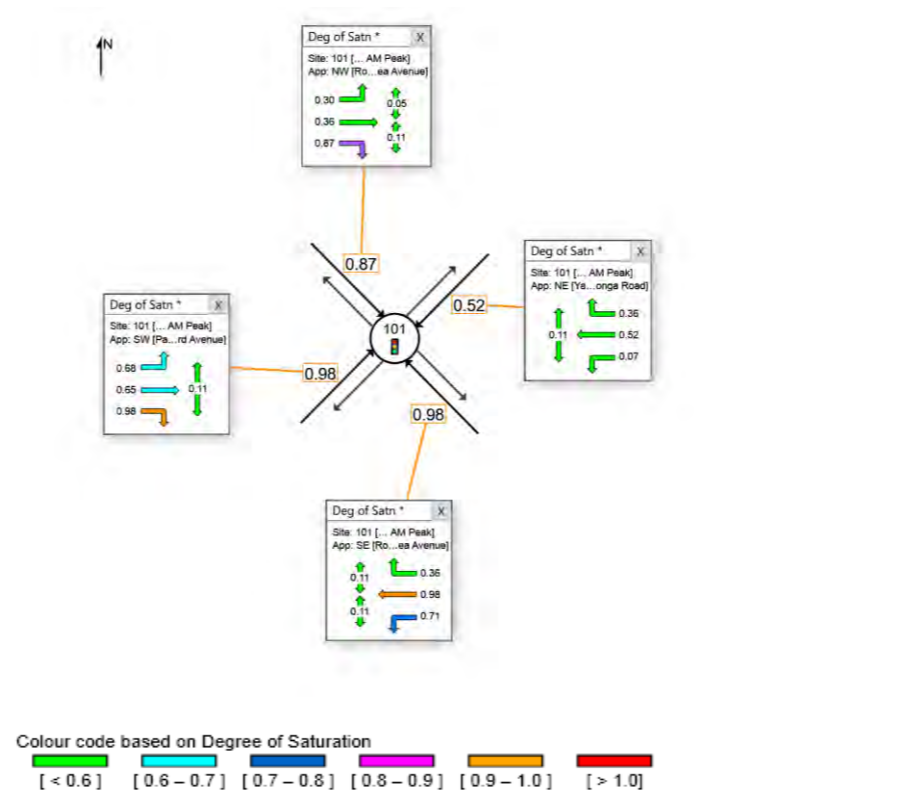 N
Deg of Satn * X
Site: 101 [... AM Peak]
App: NW [Ro...ea Avenue]
0.30
0.05
0.36
0.11
0.87
0.87
Deg of Satn * X
Site: 101 [... AM Peak]
App: NE [Ya...onga Road]
0.36
0.11
0.52
0.07
0.52
101
Deg of Satn * X
Site: 101 [... AM Peak]
App: SW [Pa...rd Avenue]
0.68
0.65
0.11
0.98
0.98
0.98
Deg of Satn * X
Site: 101 [... AM Peak]
App: SE [Ro...ea Avenue]
0.11
0.36
0.98
0.11
0.71
Colour code based on Degree of Saturation
[ < 0.6 ] [ 0.6 – 0.7 ] [ 0.7 – 0.8 ] [ 0.8 – 0.9 ] [ 0.9 – 1.0 ] [ > 1.0]